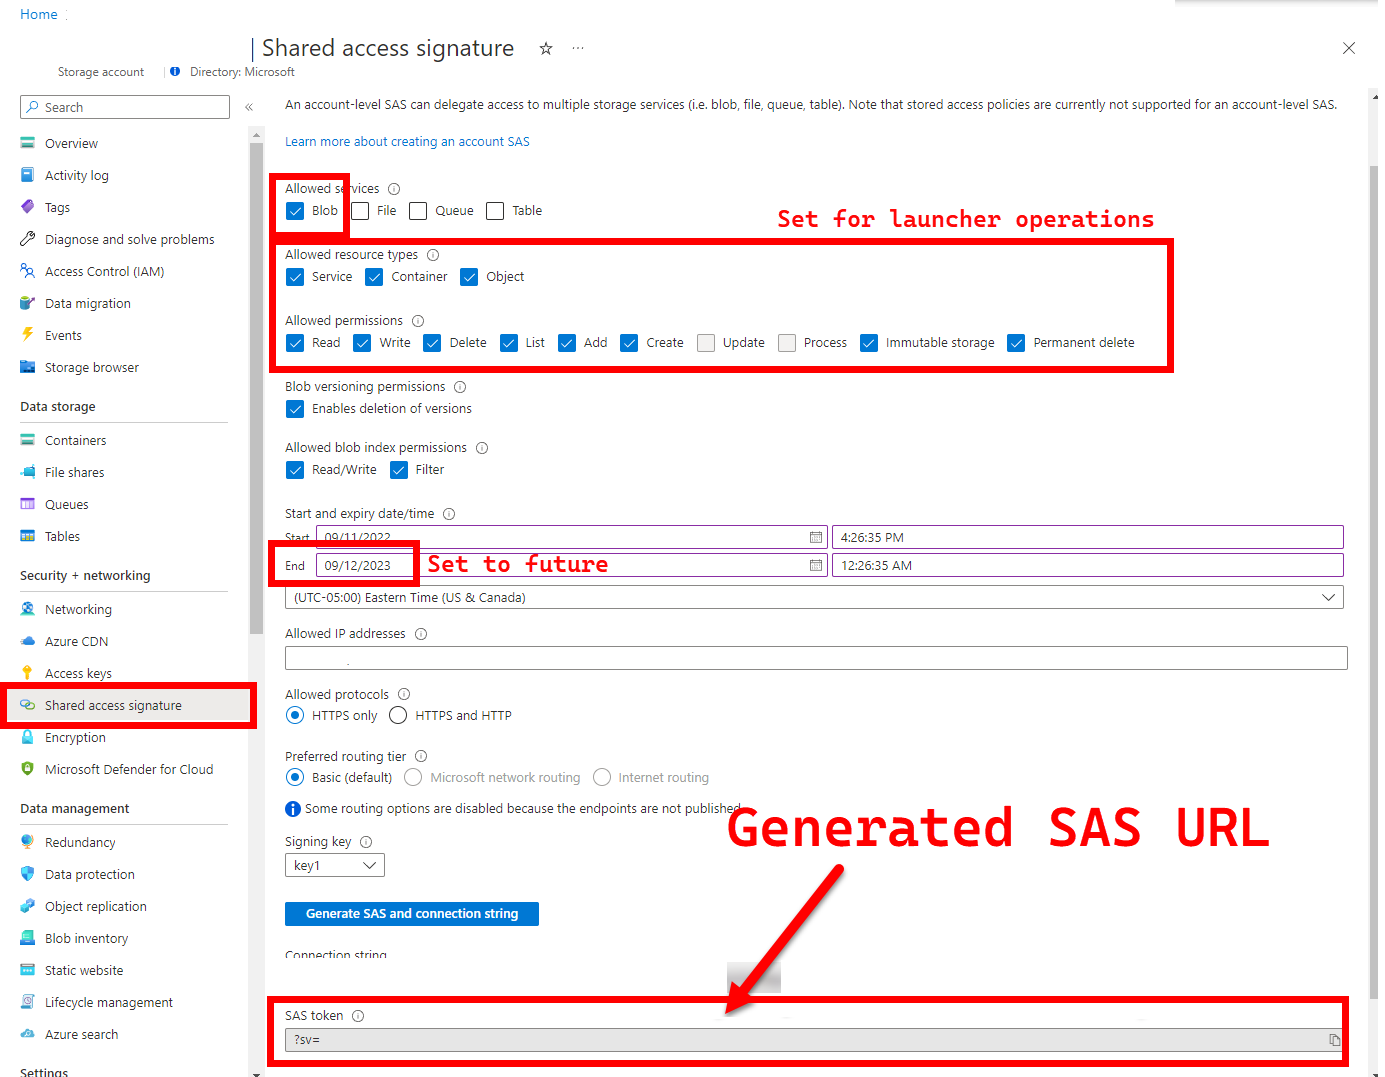 Home
Shared access signature ☆ ...
Storage account | Directory: Microsoft
Search «
Overview
Activity log
Tags
Diagnose and solve problems
Access Control (IAM)
Data migration
Events
Storage browser
Data storage
Containers
File shares
Queues
Tables
Security + networking
Networking
Azure CDN
Access keys
Shared access signature
Encryption
Microsoft Defender for Cloud
Data management
Redundancy
Data protection
Object replication
Blob inventory
Static website
Lifecycle management
Azure search
Settings
An account-level SAS can delegate access to multiple storage services (i.e. blob, file, queue, table). Note that stored access policies are currently not supported for an account-level SAS.
Learn more about creating an account SAS
Allowed services
Blob File Queue Table
Set for launcher operations
Allowed resource types
Service Container Object
Allowed permissions
Read Write Delete List Add Create Update Process Immutable storage Permanent delete
Blob versioning permissions
Enables deletion of versions
Allowed blob index permissions
Read/Write Filter
Start and expiry date/time
Start 09/11/2022 4:26:35 PM
End 09/12/2023 Set to future 12:26:35 AM
(UTC-05:00) Eastern Time (US & Canada)
Allowed IP addresses
Allowed protocols
HTTPS only HTTPS and HTTP
Preferred routing tier
Basic (default) Microsoft network routing Internet routing
Some routing options are disabled because the endpoints are not published
Generated SAS URL
Signing key
key1
Generate SAS and connection string
Connection string
SAS token
?sv=